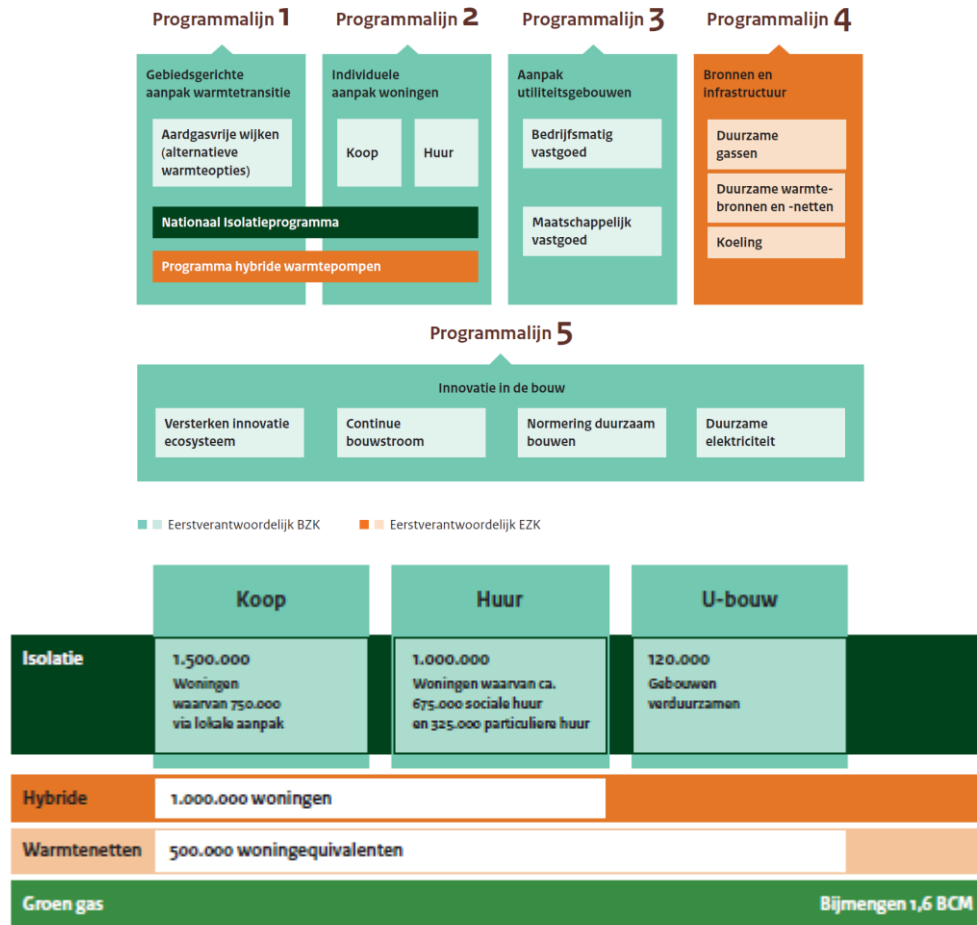 Programmalijn 1
Programmalijn 2
Programmalijn 3
Programmalijn 4
Gebiedsgerichte
aanpak warmtetransitie
Aardgasvrije wijken
(alternatieve
warmteopties)
Individuele
aanpak woningen
Koop
Huur
Nationaal Isolatieprogramma
Programma hybride warmtepompen
Aanpak
utiliteitsgebouwen
Bedrijfsmatig
vastgoed
Maatschappelijk
vastgoed
Bronnen en
infrastructuur
Duurzame
gassen
Duurzame warmte-
bronnen en -netten
Koeling
Programmalijn 5
Innovatie in de bouw
Versterken innovatie
ecosysteem
Continue
bouwstroom
Normering duurzaam
bouwen
Duurzame
elektriciteit
Eerstverantwoordelijk BZK
Eerstverantwoordelijk EZK
Koop
Huur
U-bouw
Isolatie
1.500.000
Woningen
waarvan 750.000
via lokale aanpak
1.000.000
Woningen waarvan ca.
675.000 sociale huur
en 325.000 particuliere huur
120.000
Gebouwen
verduurzamen
Hybride
1.000.000 woningen
Warmtenetten
500.000 woningequivalenten
Groen gas
Bijmengen 1,6 BCM